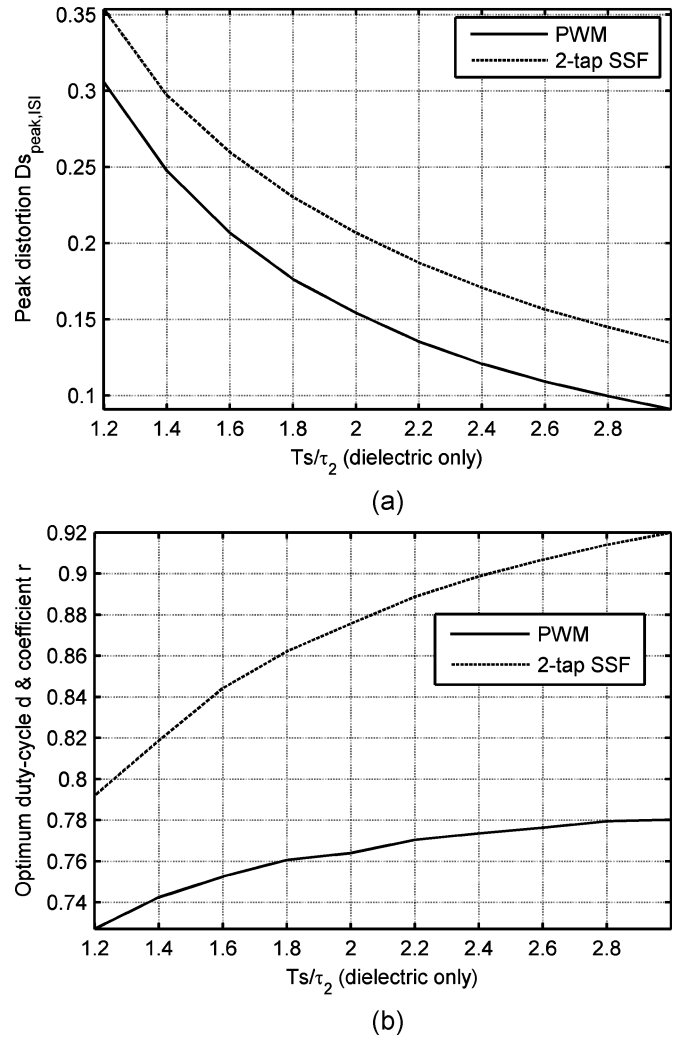 0.35
0.3
0.25
0.2
0.15
0.1
Peak distortion Ds_peak,ISI
PWM
2-tap SSF
1.2 1.4 1.6 1.8 2 2.2 2.4 2.6 2.8
Ts/τ_2 (dielectric only)
(a)
0.92
0.9
0.88
0.86
0.84
0.82
0.8
0.78
0.76
0.74
Optimum duty-cycle d & coefficient r
PWM
2-tap SSF
1.2 1.4 1.6 1.8 2 2.2 2.4 2.6 2.8
Ts/τ_2 (dielectric only)
(b)